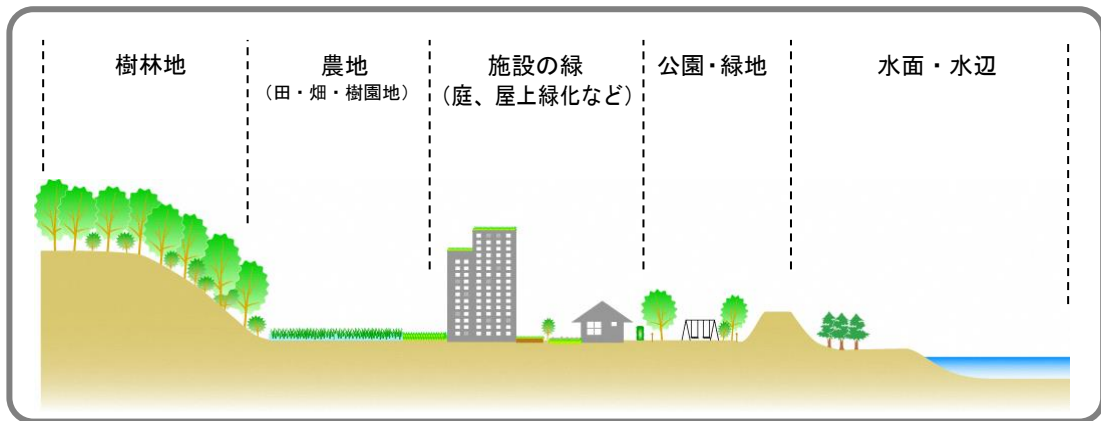 樹林地
農地
(田・畑・樹園地)
施設の緑
(庭、屋上緑化など)
公園・緑地
水面・水辺